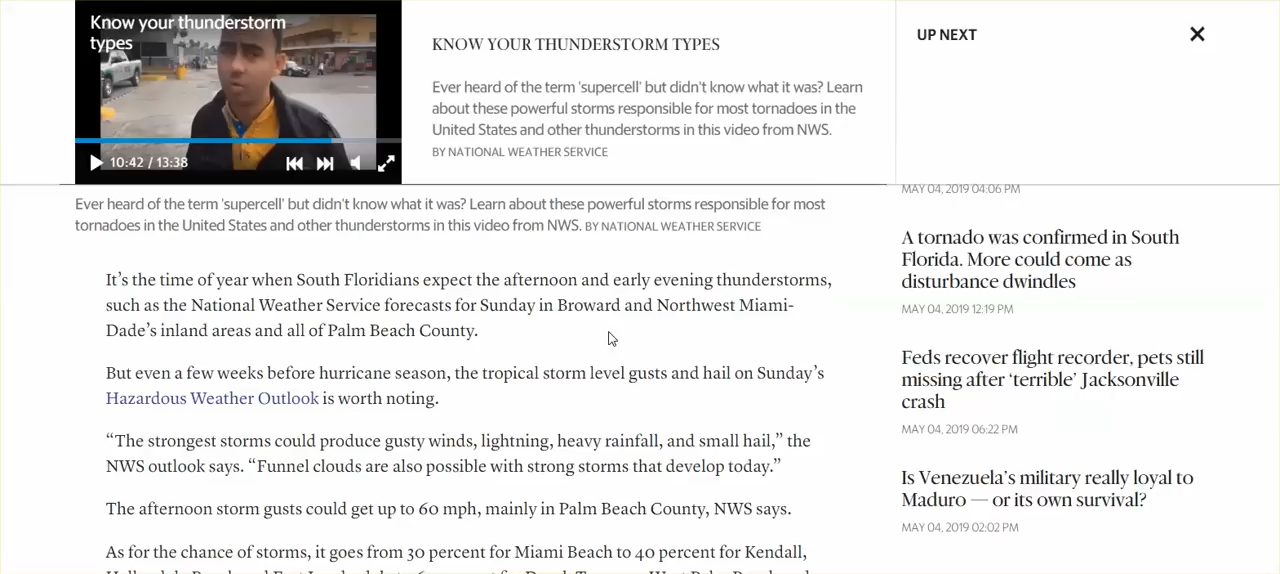 Know your thunderstorm
types
10:42 / 13:38
KNOW YOUR THUNDERSTORM TYPES
Ever heard of the term 'supercell' but didn't know what it was? Learn
about these powerful storms responsible for most tornadoes in the
United States and other thunderstorms in this video from NWS.
BY NATIONAL WEATHER SERVICE
UP NEXT
Ever heard of the term 'supercell' but didn't know what it was? Learn about these powerful storms responsible for most
tornadoes in the United States and other thunderstorms in this video from NWS. BY NATIONAL WEATHER SERVICE
It’s the time of year when South Floridians expect the afternoon and early evening thunderstorms,
such as the National Weather Service forecasts for Sunday in Broward and Northwest Miami-
Dade’s inland areas and all of Palm Beach County.
But even a few weeks before hurricane season, the tropical storm level gusts and hail on Sunday’s
Hazardous Weather Outlook is worth noting.
“The strongest storms could produce gusty winds, lightning, heavy rainfall, and small hail,” the
NWS outlook says. “Funnel clouds are also possible with strong storms that develop today.”
The afternoon storm gusts could get up to 60 mph, mainly in Palm Beach County, NWS says.
As for the chance of storms, it goes from 30 percent for Miami Beach to 40 percent for Kendall,
MAY 04, 2019 04:06 PM
A tornado was confirmed in South
Florida. More could come as
disturbance dwindles
MAY 04, 2019 12:19 PM
Feds recover flight recorder, pets still
missing after ‘terrible’ Jacksonville
crash
MAY 04, 2019 06:22 PM
Is Venezuela’s military really loyal to
Maduro — or its own survival?
MAY 04, 2019 02:02 PM